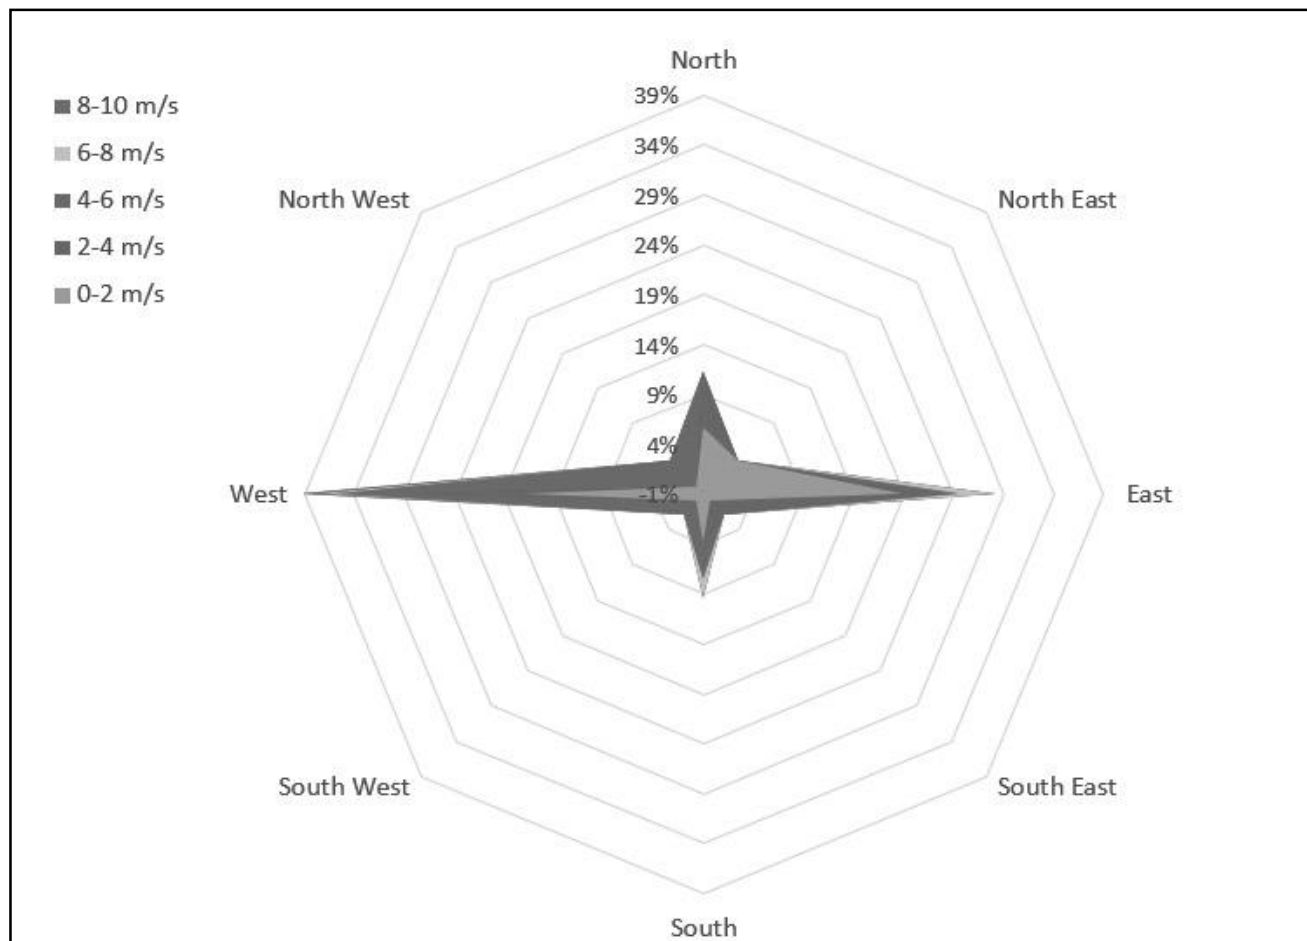 North
39%
8-10 m/s
34%
6-8 m/s
29%
4-6 m/s
North West
North East
24%
2-4 m/s
19%
0-2 m/s
14%
9%
4%
West
-1%
East
South West
South East
South